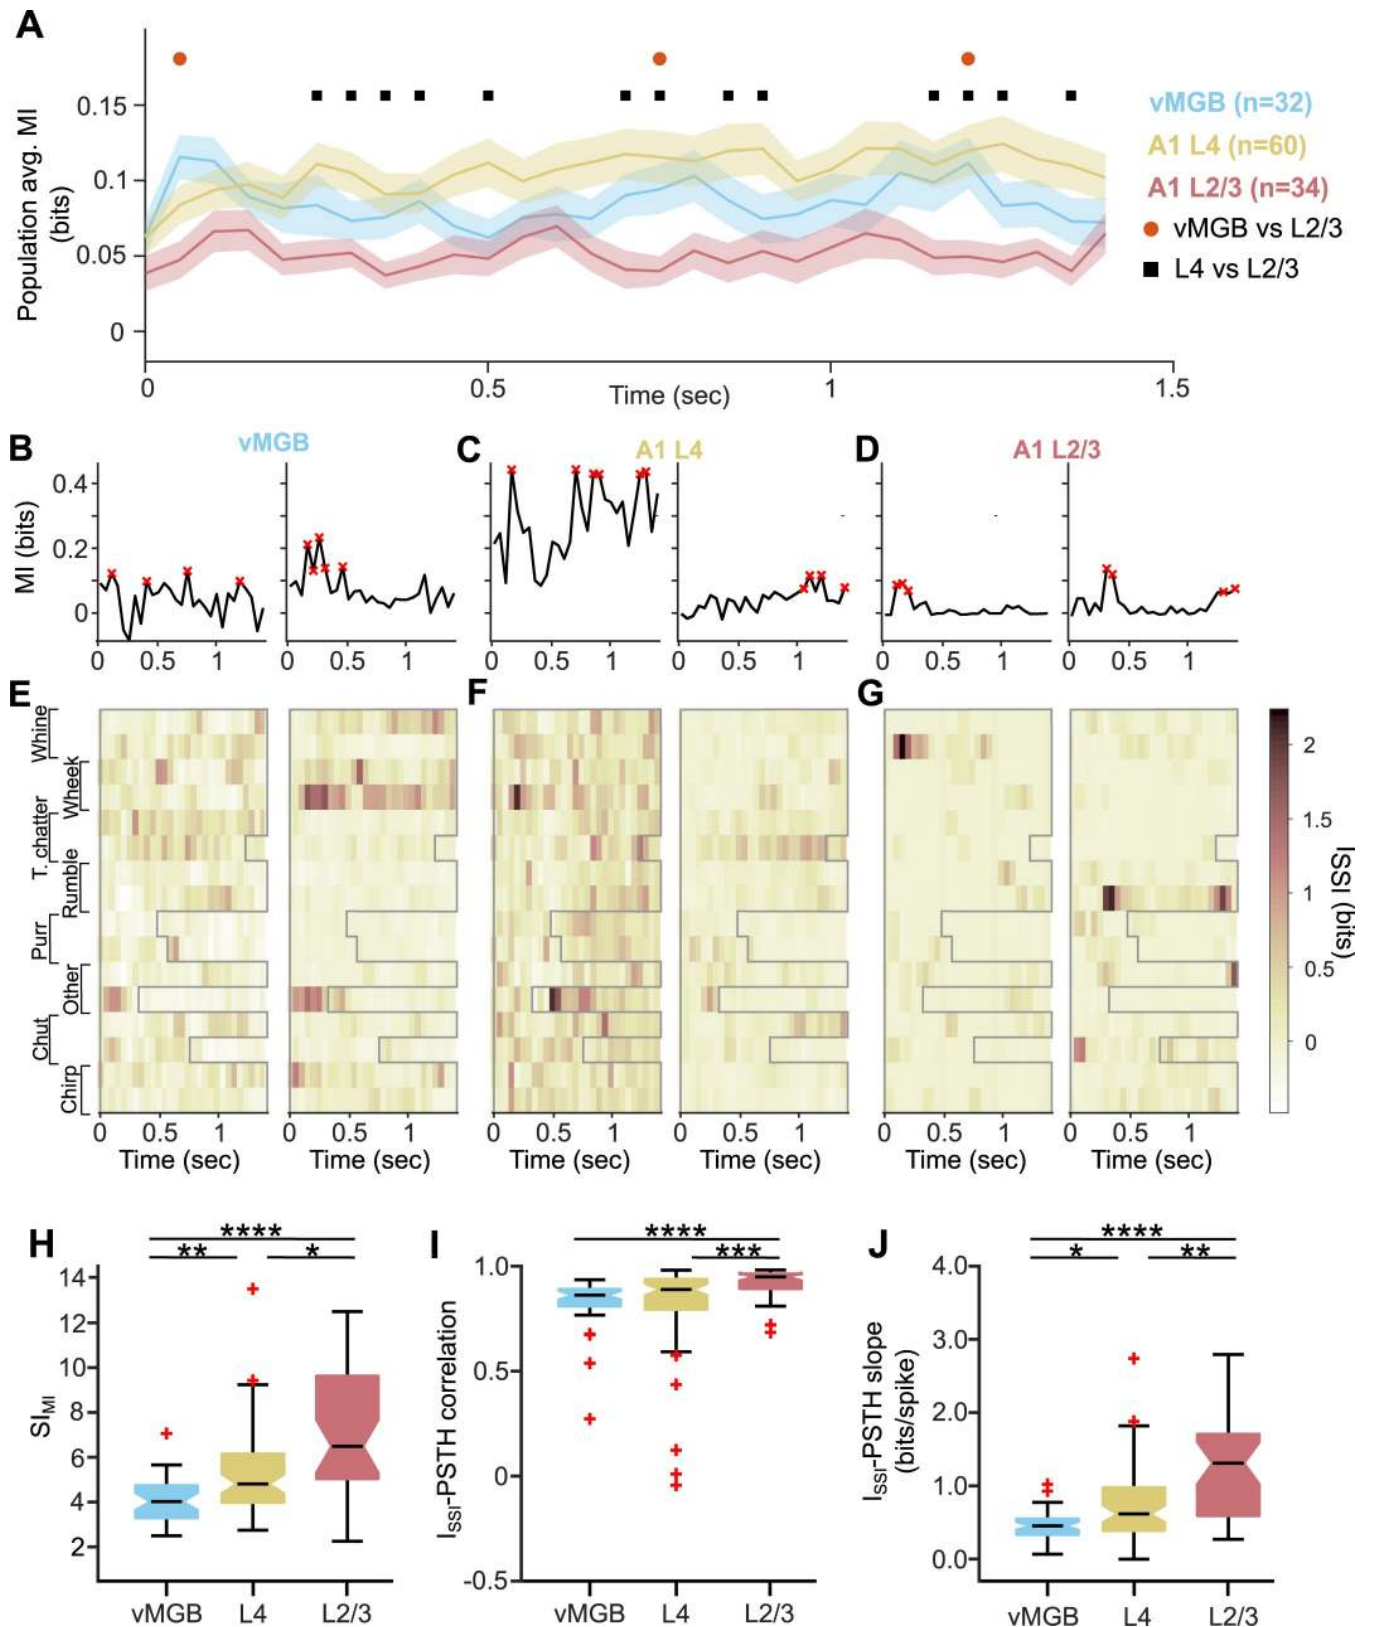 A
Population avg. MI
(bits)
0.15
0.1
0.05
0
0
0.5
1
1.5
Time (sec)
vMGB (n=32)
A1 L4 (n=60)
A1 L2/3 (n=34)
vMGB vs L2/3
L4 vs L2/3
B
vMGB
C
A1 L4
D
A1 L2/3
MI (bits)
0.4
0.2
0
0 0.5 1
0 0.5 1
0 0.5 1
0 0.5 1
0 0.5 1
0 0.5 1
E
F
G
Whine
Wheek
T. chatter
Rumble
Purr
Other
Chut
Chirp
0 0.5 1
0 0.5 1
0 0.5 1
0 0.5 1
0 0.5 1
0 0.5 1
Time (sec)
Time (sec)
Time (sec)
Time (sec)
Time (sec)
Time (sec)
2
1.5
1
0.5
0
ISSI (bits)
H
****
**
*
SI_MI
14
12
10
8
6
4
2
vMGB L4 L2/3
I
****
***
I_SSI-PSTH correlation
1.0
0.5
0
-0.5
vMGB L4 L2/3
J
****
*
**
I_SSI-PSTH slope
(bits/spike)
4.0
3.0
2.0
1.0
0.0
vMGB L4 L2/3